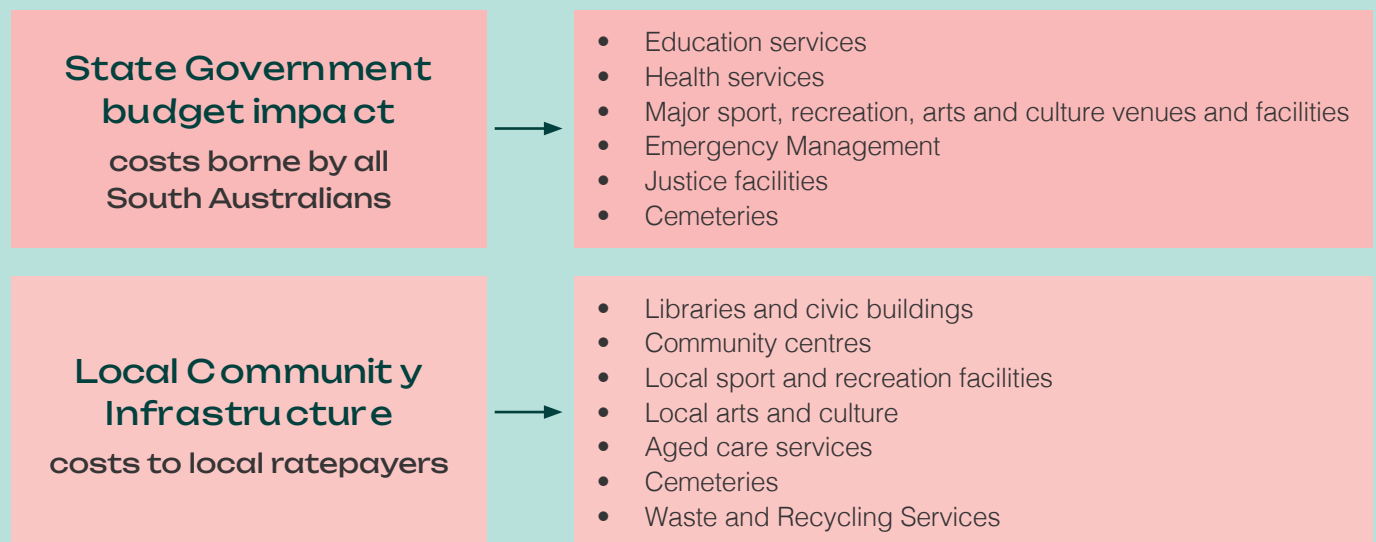 State Government
budget impact
costs borne by all
South Australians
• Education services
• Health services
• Major sport, recreation, arts and culture venues and facilities
• Emergency Management
• Justice facilities
• Cemeteries
Local Community
Infrastructure
costs to local ratepayers
• Libraries and civic buildings
• Community centres
• Local sport and recreation facilities
• Local arts and culture
• Aged care services
• Cemeteries
• Waste and Recycling Services